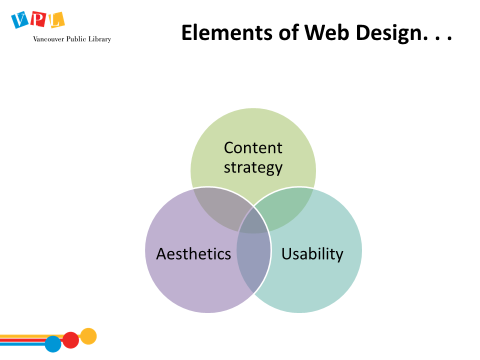 VPL
Vancouver Public Library
Elements of Web Design. . .
Content
strategy
Aesthetics
Usability